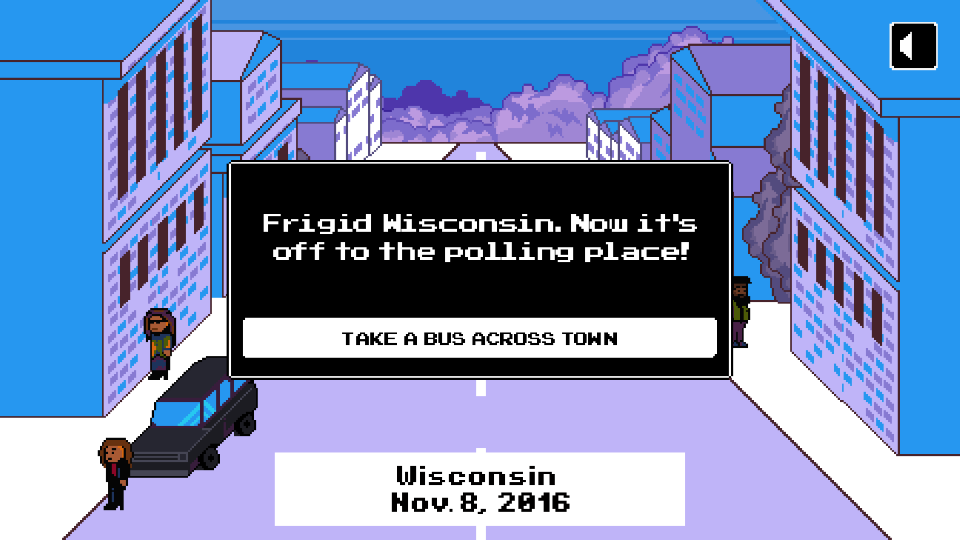 Frigid Wisconsin. Now it's
off to the polling place!
TAKE A BUS ACROSS TOWN
Wisconsin
Nov. 8, 2016